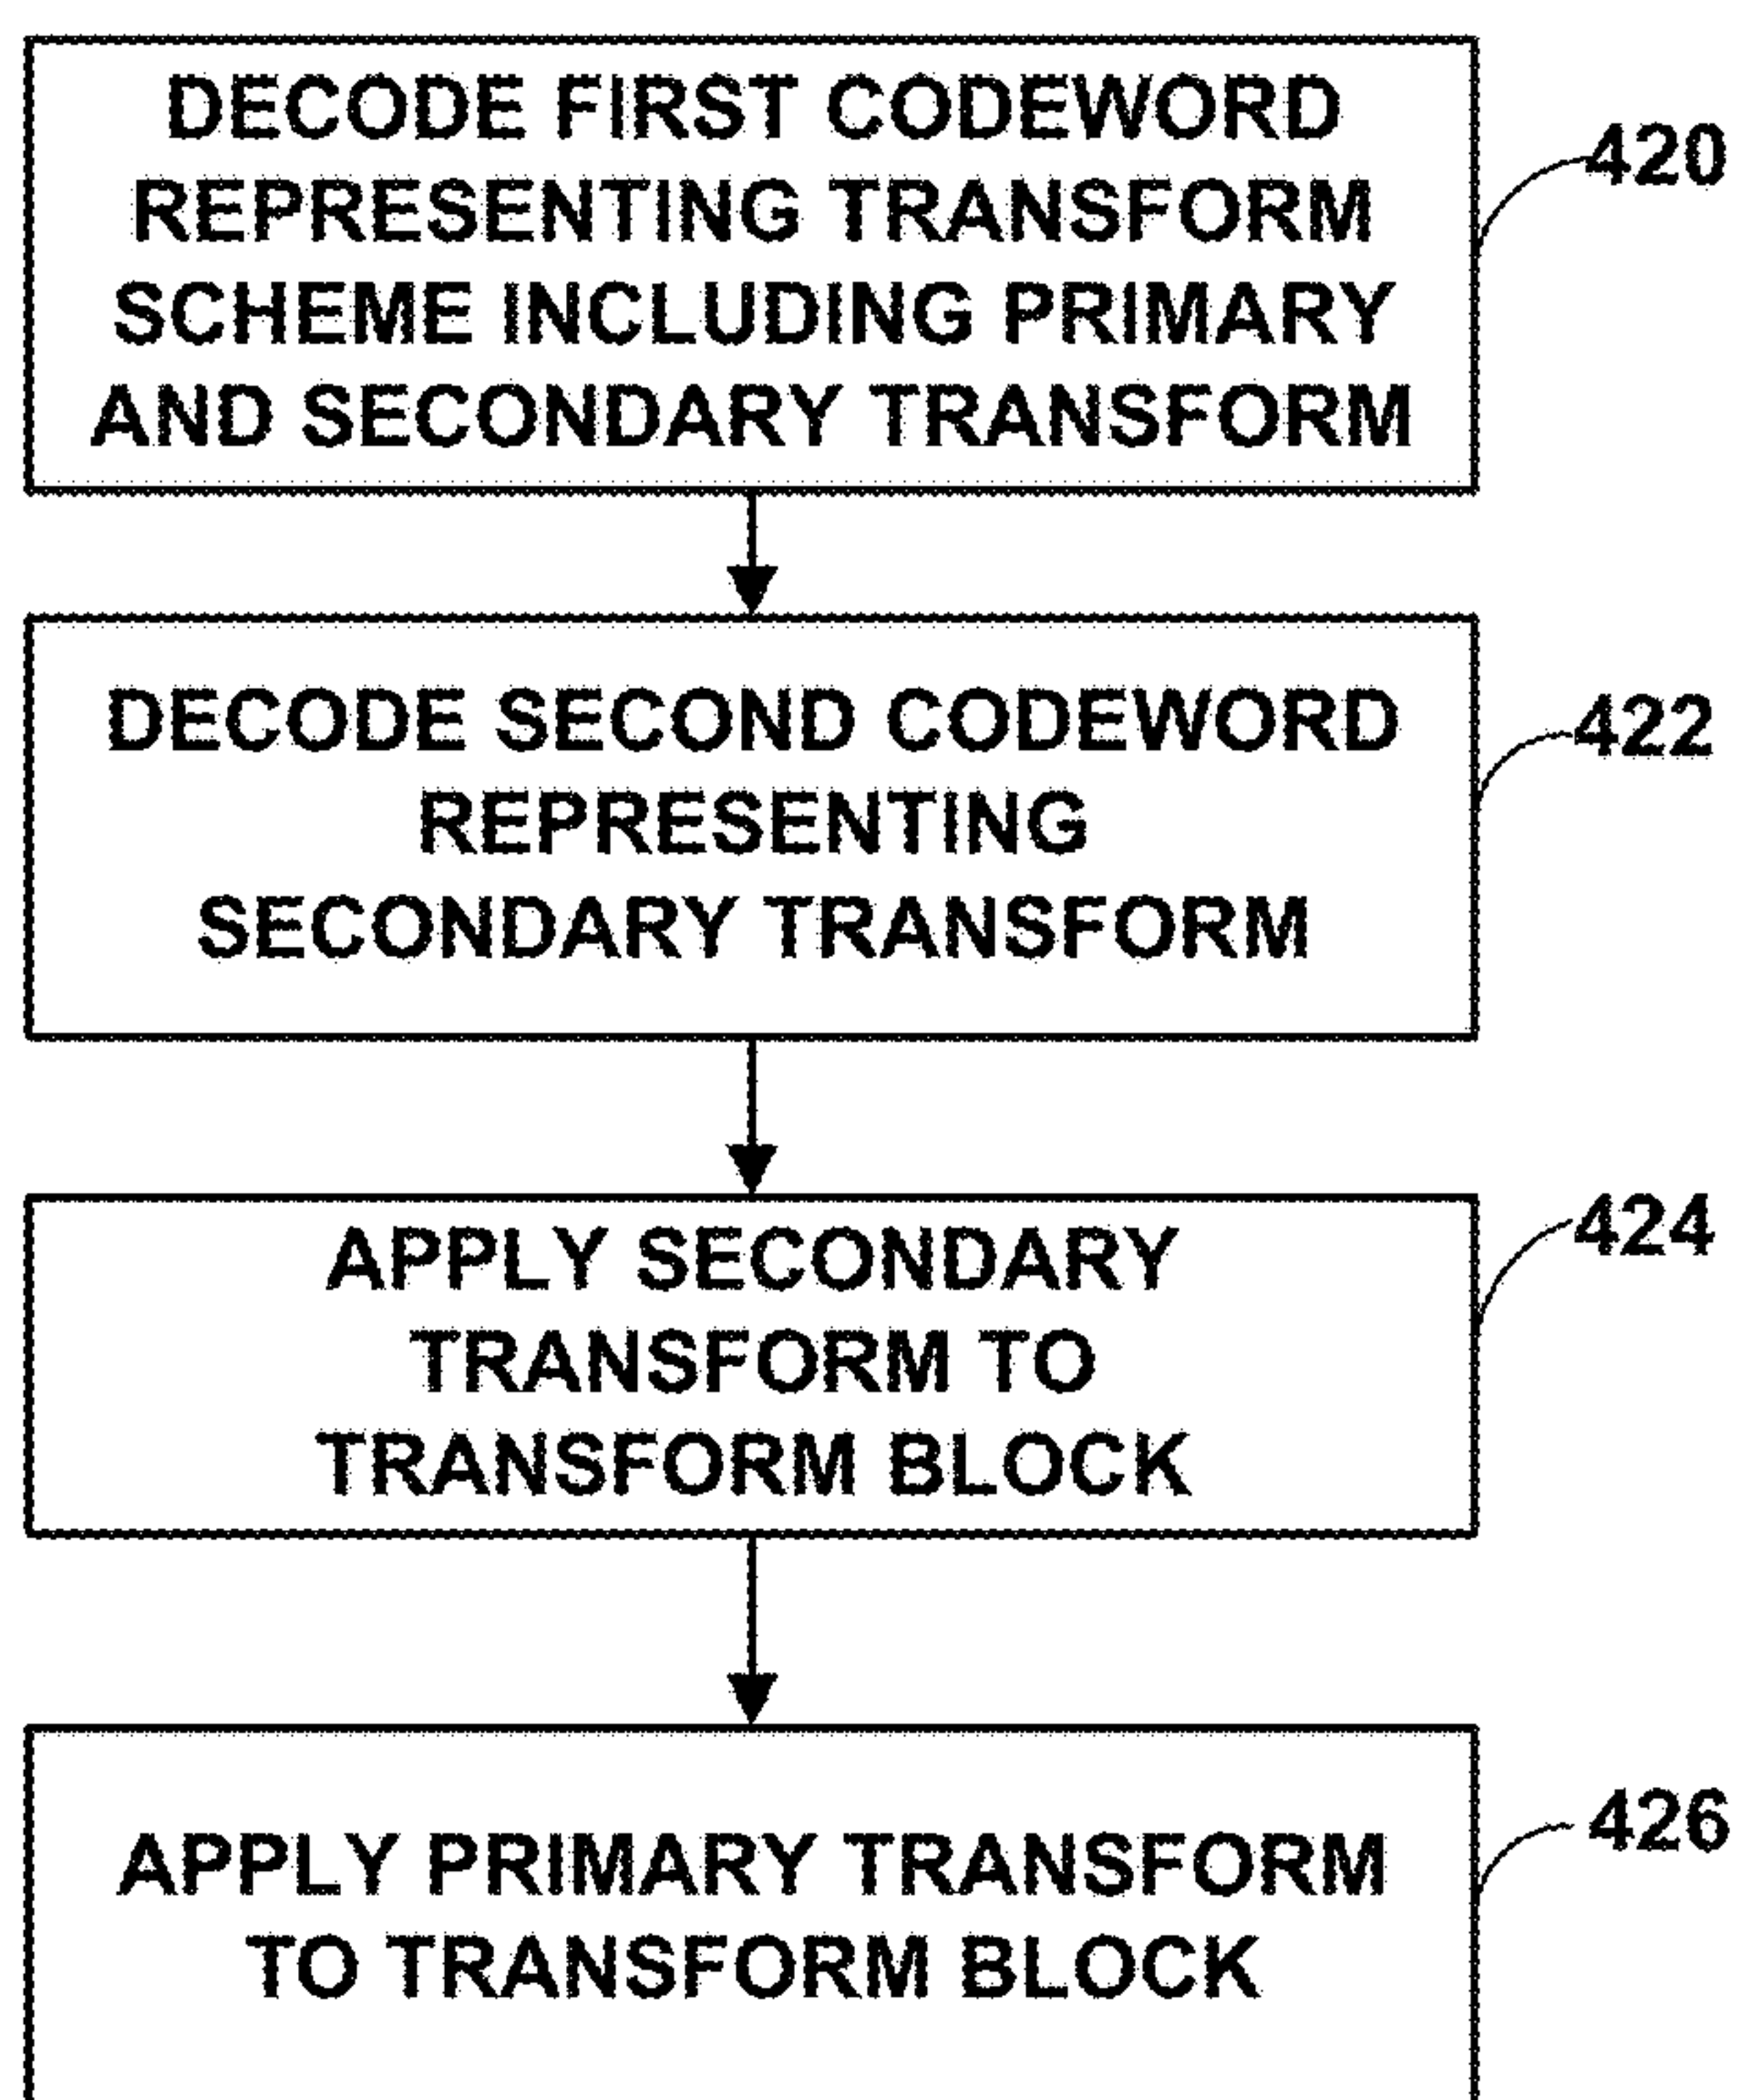 DECODE FIRST CODEWORD
REPRESENTING TRANSFORM
SCHEME INCLUDING PRIMARY
AND SECONDARY TRANSFORM
420
DECODE SECOND CODEWORD
REPRESENTING
SECONDARY TRANSFORM
422
APPLY SECONDARY
TRANSFORM TO
TRANSFORM BLOCK
424
APPLY PRIMARY TRANSFORM
TO TRANSFORM BLOCK
426